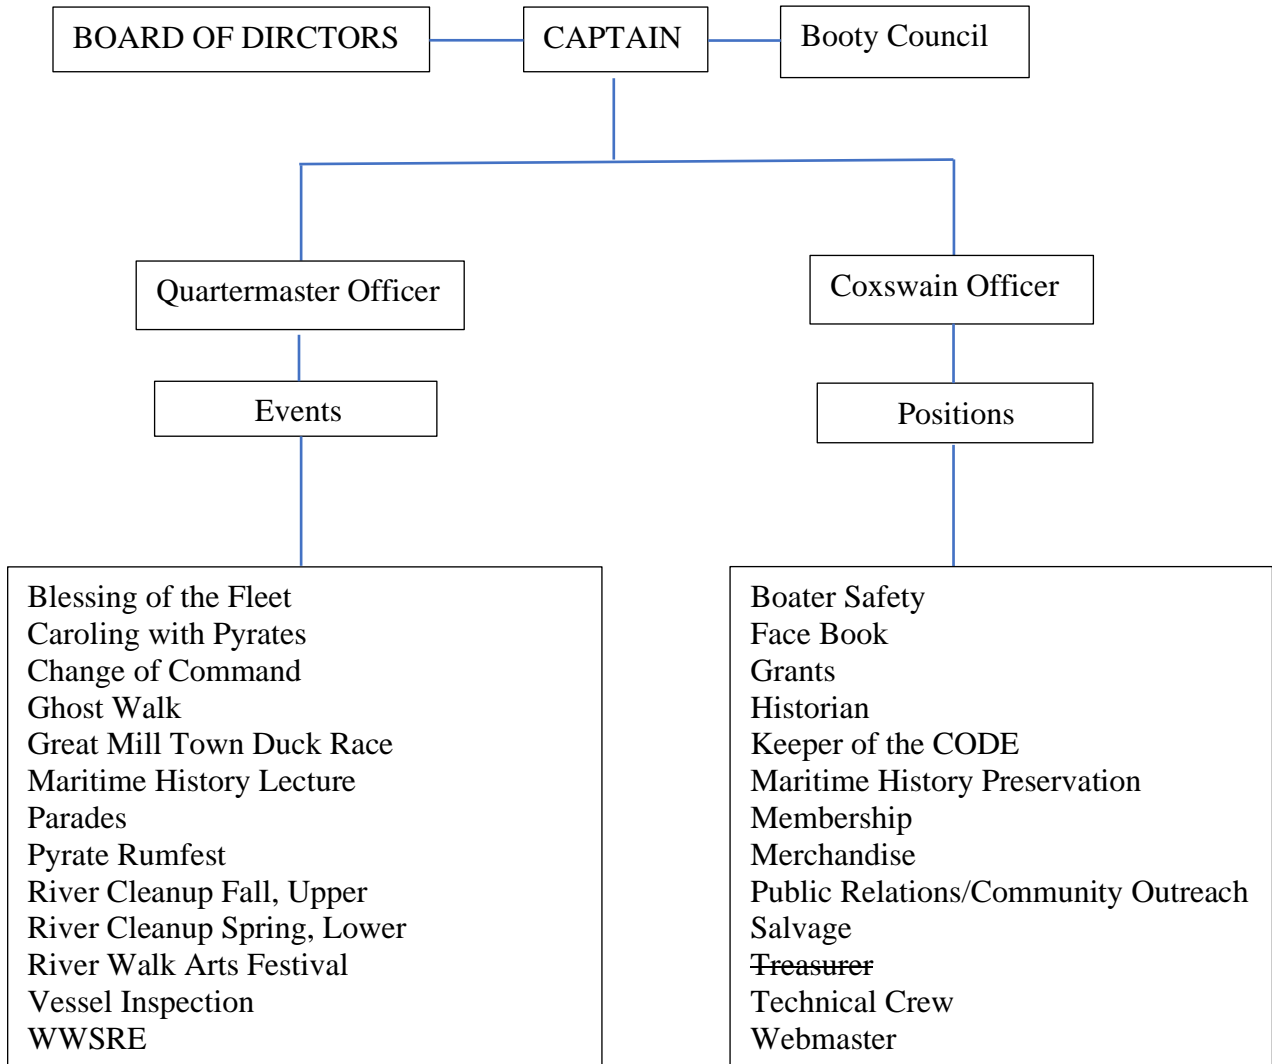 BOARD OF DIRCTORS
CAPTAIN
Booty Council
Quartermaster Officer
Coxswain Officer
Events
Positions
Blessing of the Fleet
Caroling with Pyrates
Change of Command
Ghost Walk
Great Mill Town Duck Race
Maritime History Lecture
Parades
Pyrate Rumfest
River Cleanup Fall, Upper
River Cleanup Spring, Lower
River Walk Arts Festival
Vessel Inspection
WWSRE
Boater Safety
Face Book
Grants
Historian
Keeper of the CODE
Maritime History Preservation
Membership
Merchandise
Public Relations/Community Outreach
Salvage
Treasurer
Technical Crew
Webmaster